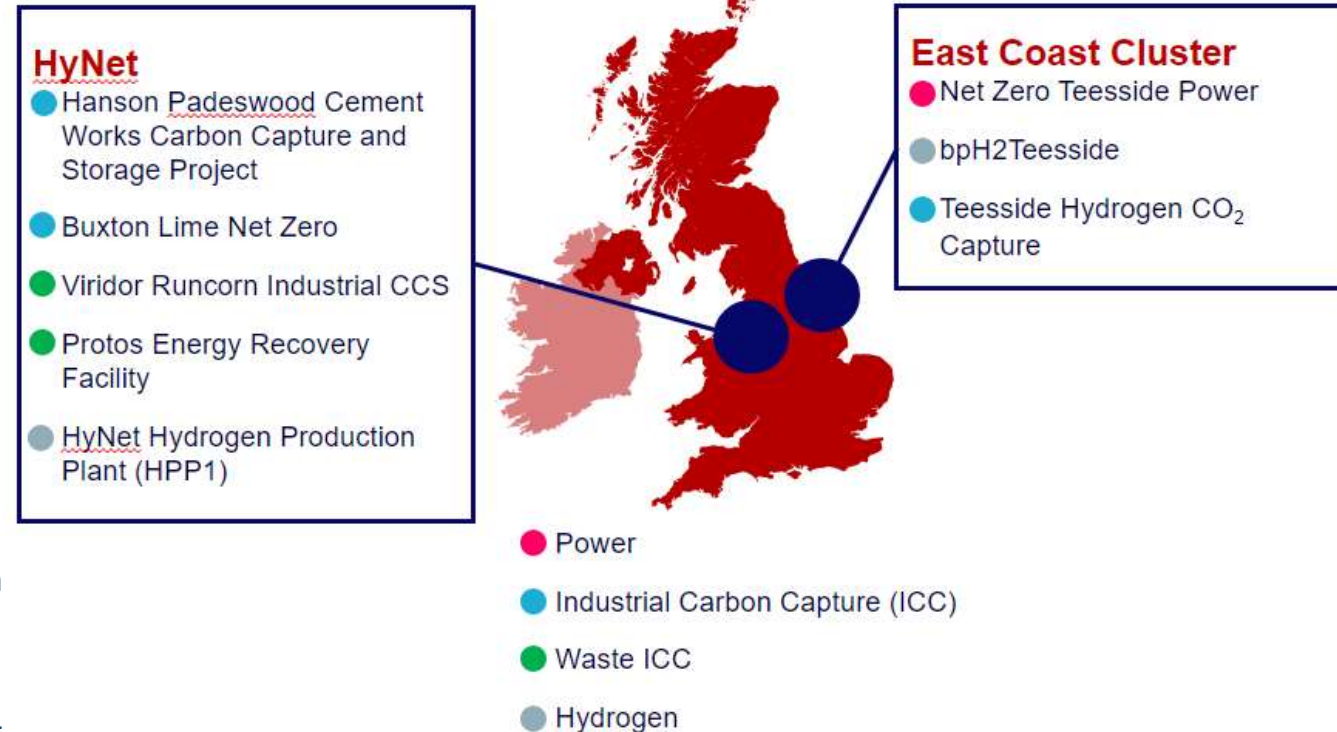 HyNet
Hanson Padeswood Cement
Works Carbon Capture and
Storage Project
Buxton Lime Net Zero
Viridor Runcorn Industrial CCS
Protos Energy Recovery
Facility
HyNet Hydrogen Production
Plant (HPP1)
East Coast Cluster
Net Zero Teesside Power
bpH2Teesside
Teesside Hydrogen CO₂
Capture
Power
Industrial Carbon Capture (ICC)
Waste ICC
Hydrogen